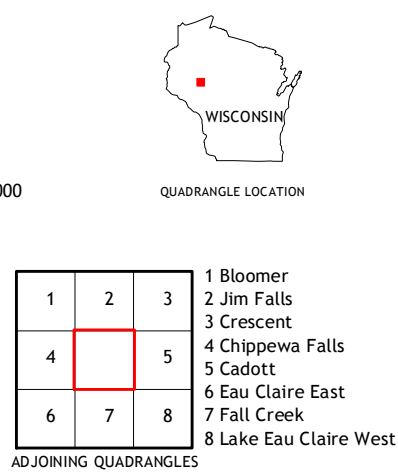 WISCONSIN
000
QUADRANGLE LOCATION
1 2 3
4 5
6 7 8
1 Bloomer
2 Jim Falls
3 Crescent
4 Chippewa Falls
5 Cadott
6 Eau Claire East
7 Fall Creek
8 Lake Eau Claire West
ADJOINING QUADRANGLES